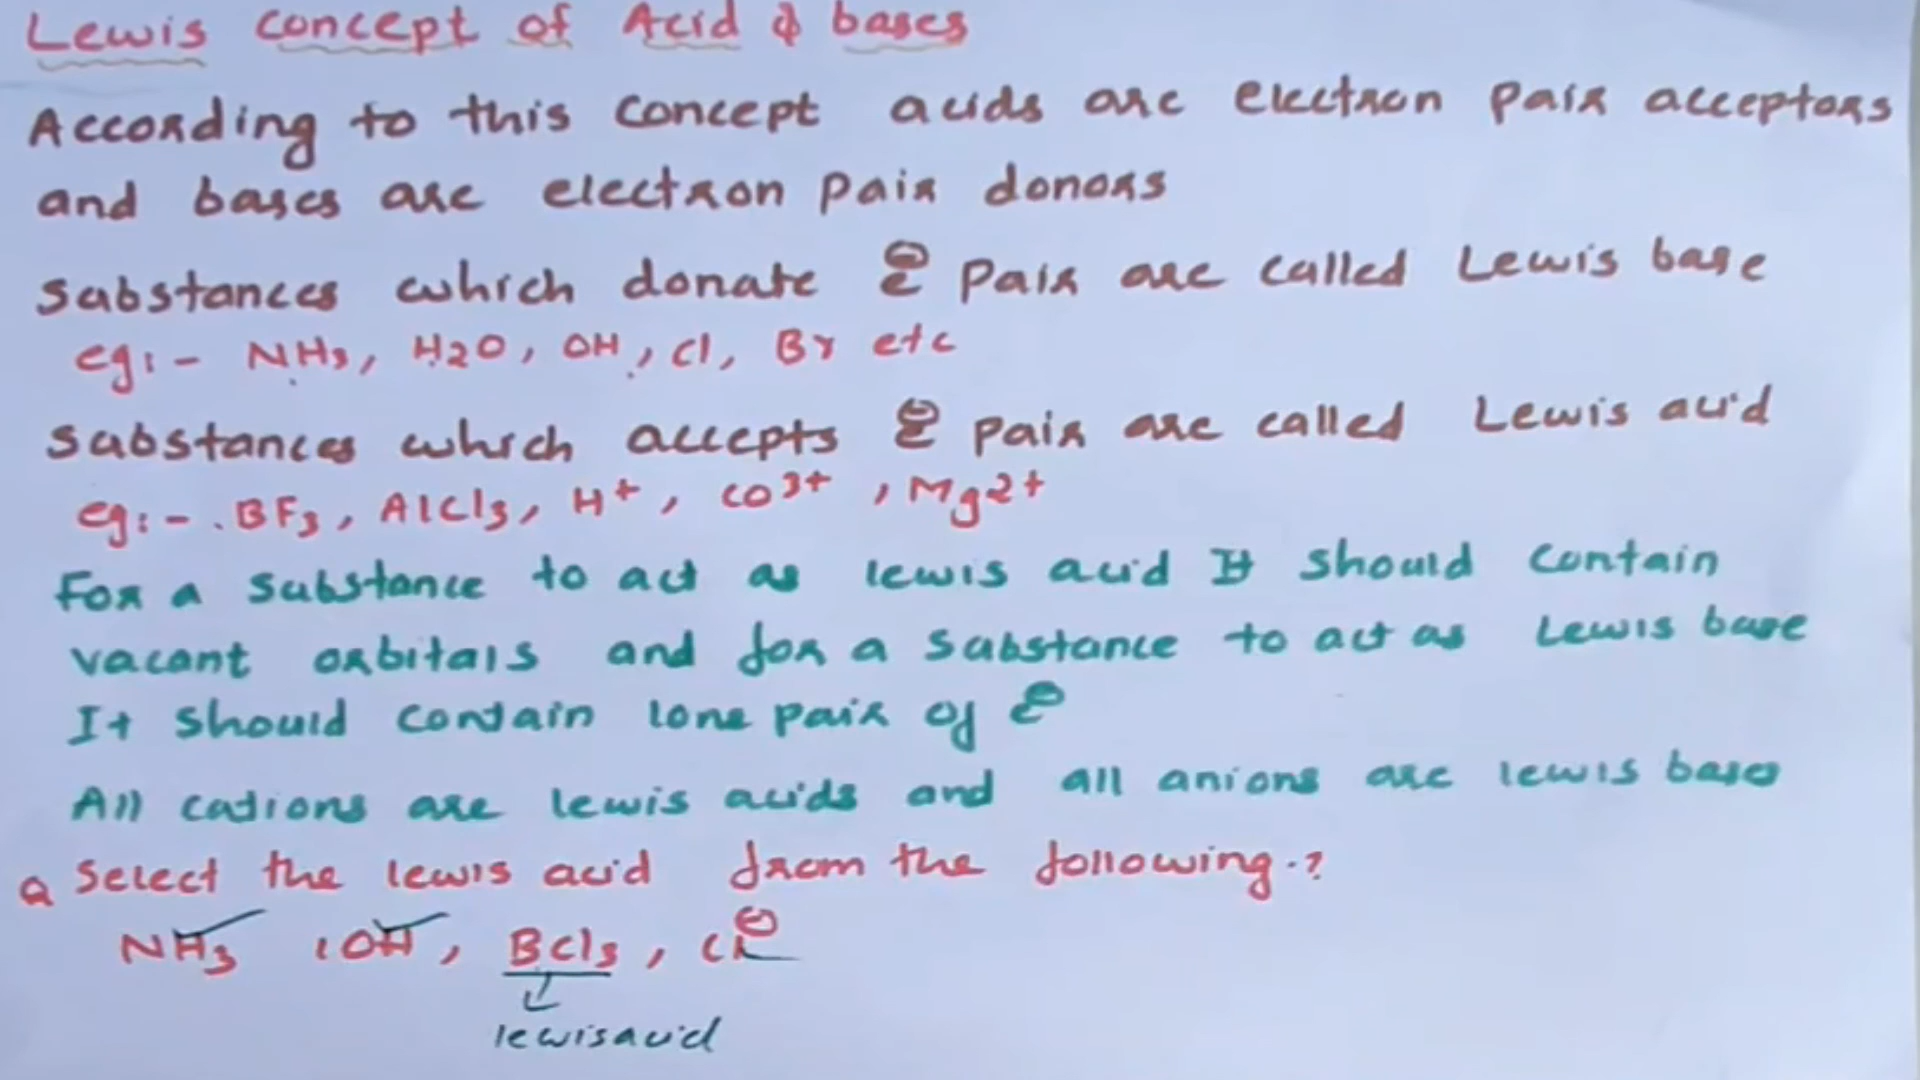 Lewis concept of Acid & bases
According to this concept acids are electron pair acceptors
and bases are electron pair donors
Substances which donate e⊖ pair are called Lewis base
eg:- NH3, H2O, OH, Cl, Br etc
Substances which accepts e⊖ pair are called Lewis acid
eg:- . BF3, AlCl3, H+, CO3+, Mg2+
For a substance to act as lewis acid It should contain
vacant orbitals and for a substance to act as Lewis base
It should contain lone pair of e⊖
All cations are lewis acids and all anions are lewis bases
Q Select the lewis acid from the following.?
NH3 , OH, BCl3, Cl⊖
lewis acid